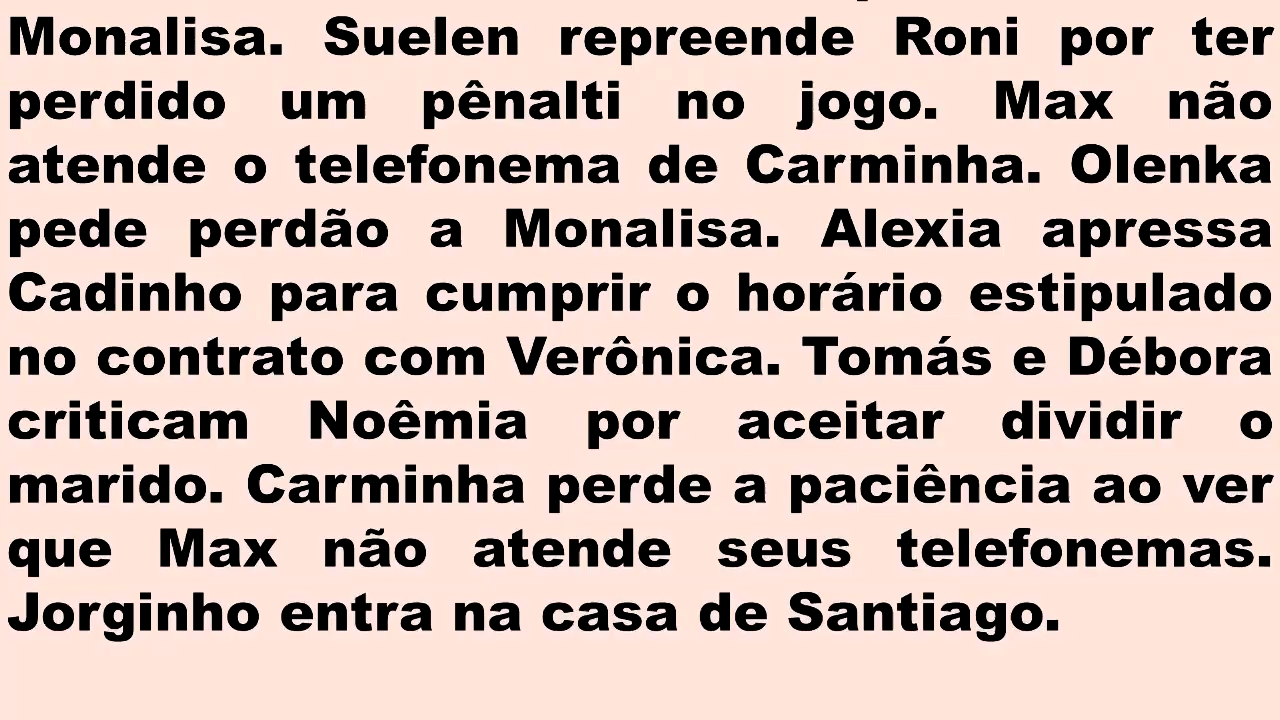 Monalisa. Suelen repreende Roni por ter
perdido um pênalti no jogo. Max não
atende o telefonema de Carminha. Olenka
pede perdão a Monalisa. Alexia apressa
Cadinho para cumprir o horário estipulado
no contrato com Verônica. Tomás e Débora
criticam Noêmia por aceitar dividir o
marido. Carminha perde a paciência ao ver
que Max não atende seus telefonemas.
Jorginho entra na casa de Santiago.